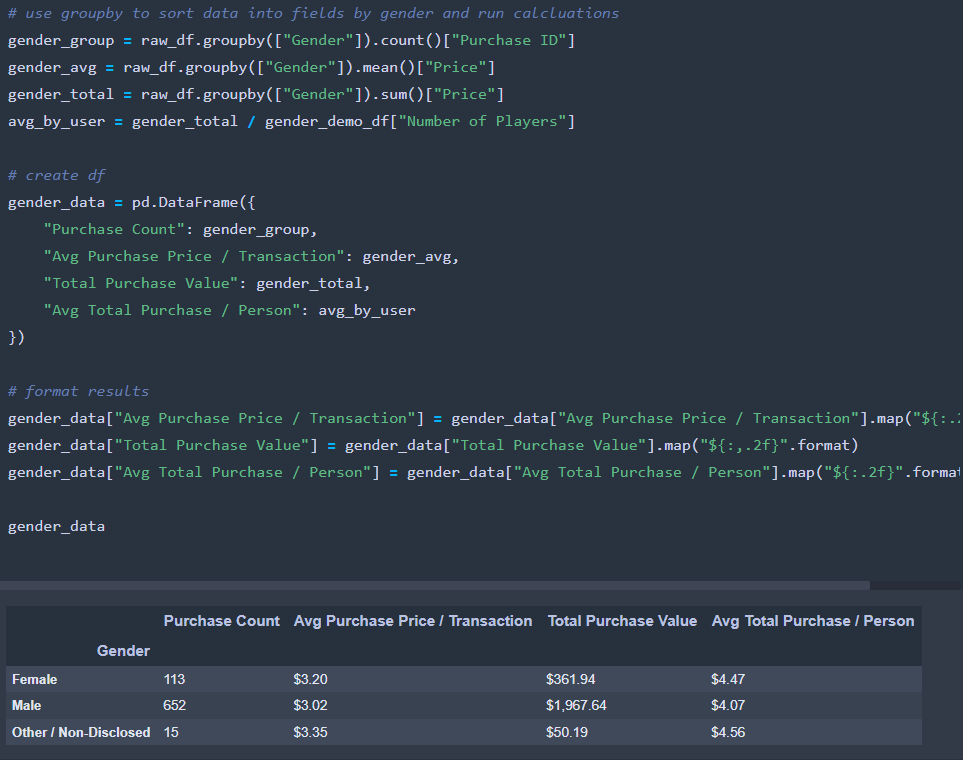 # use groupby to sort data into fields by gender and run calcluations
gender_group = raw_df.groupby(["Gender"]).count()["Purchase ID"]
gender_avg = raw_df.groupby(["Gender"]).mean()["Price"]
gender_total = raw_df.groupby(["Gender"]).sum()["Price"]
avg_by_user = gender_total / gender_demo_df["Number of Players"]
# create df
gender_data = pd.DataFrame({
    "Purchase Count": gender_group,
    "Avg Purchase Price / Transaction": gender_avg,
    "Total Purchase Value": gender_total,
    "Avg Total Purchase / Person": avg_by_user
})
# format results
gender_data["Avg Purchase Price / Transaction"] = gender_data["Avg Purchase Price / Transaction"].map("${:.
gender_data["Total Purchase Value"] = gender_data["Total Purchase Value"].map("${:,.2f}".format)
gender_data["Avg Total Purchase / Person"] = gender_data["Avg Total Purchase / Person"].map("${:.2f}".forma
gender_data
Purchase Count Avg Purchase Price / Transaction Total Purchase Value Avg Total Purchase / Person
Gender
Female 113 $3.20 $361.94 $4.47
Male 652 $3.02 $1,967.64 $4.07
Other / Non-Disclosed 15 $3.35 $50.19 $4.56